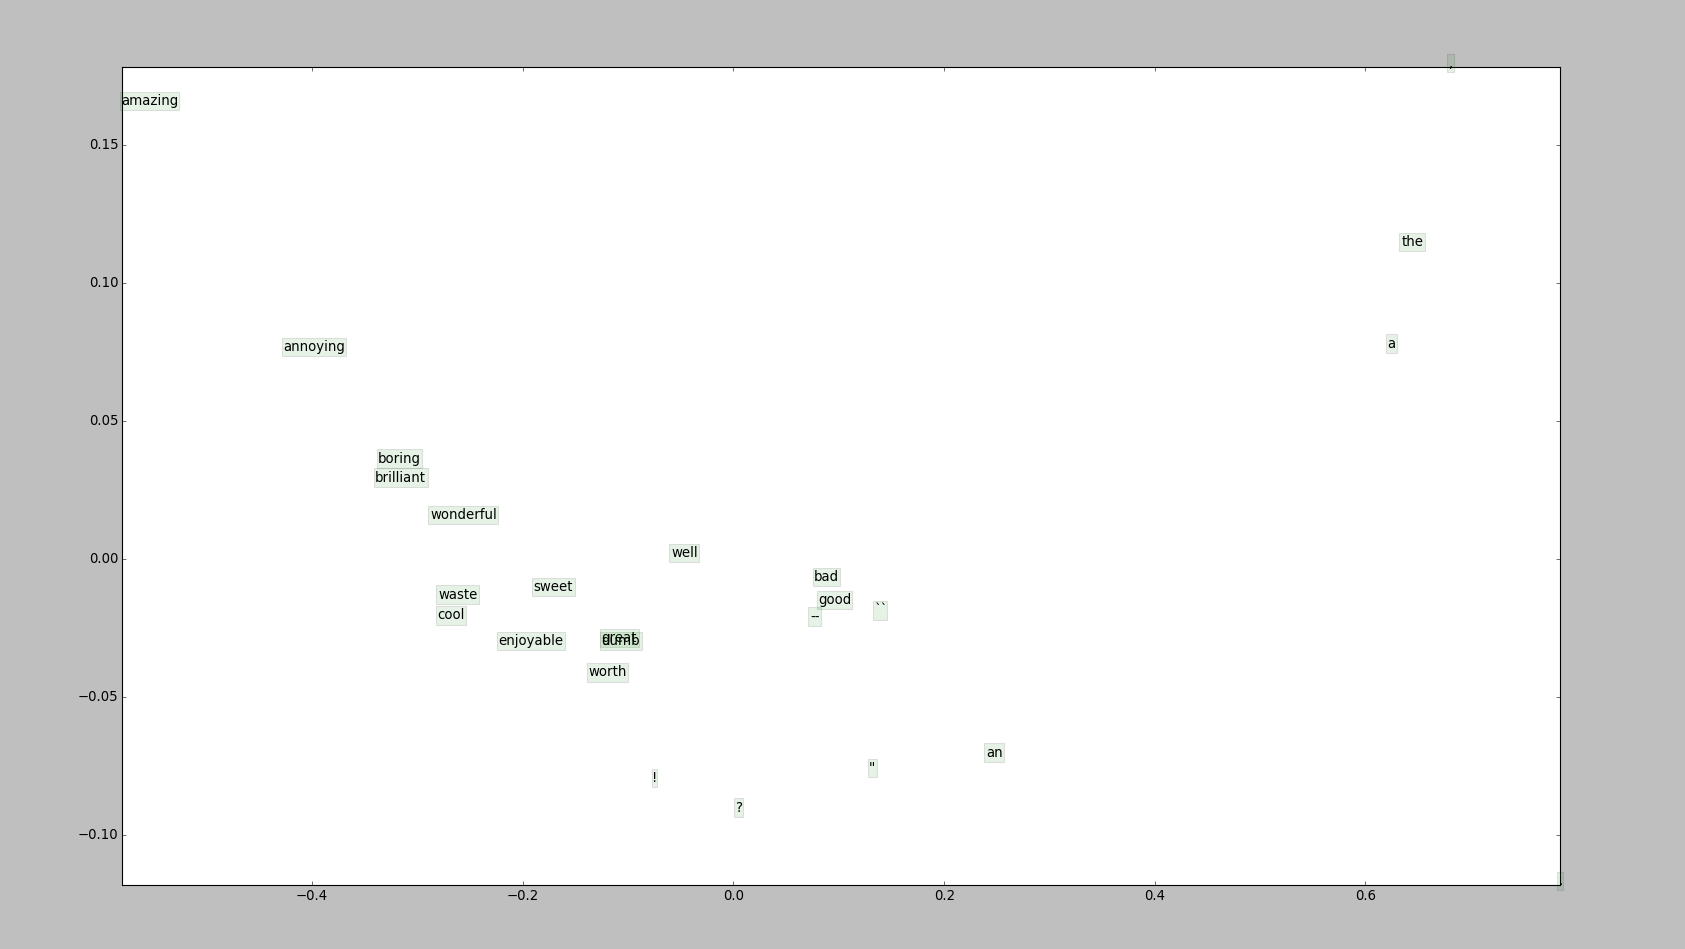 ,
amazing
0.15
the
0.10
a
annoying
0.05
boring
brilliant
wonderful
0.00
well
bad
sweet
waste
good
``
cool
--
great
enjoyable
dumb
worth
−0.05
an
"
!
?
−0.10
.
−0.4
−0.2
0.0
0.2
0.4
0.6